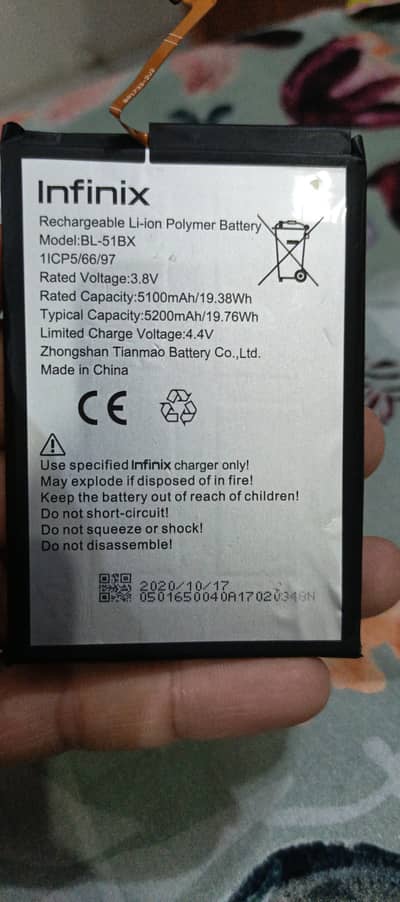 Infinix
Rechargeable Li-ion Polymer Battery
Model:BL-51BX
1ICP5/66/97
Rated Voltage:3.8V
Rated Capacity:5100mAh/19.38Wh
Typical Capacity:5200mAh/19.76Wh
Limited Charge Voltage:4.4V
Zhongshan Tianmao Battery Co.,Ltd.
Made in China
CE
Use specified Infinix charger only!
May explode if disposed of in fire!
Keep the battery out of reach of children!
Do not short-circuit!
Do not squeeze or shock!
Do not disassemble!
2020/10/17
0501650040A17020348N